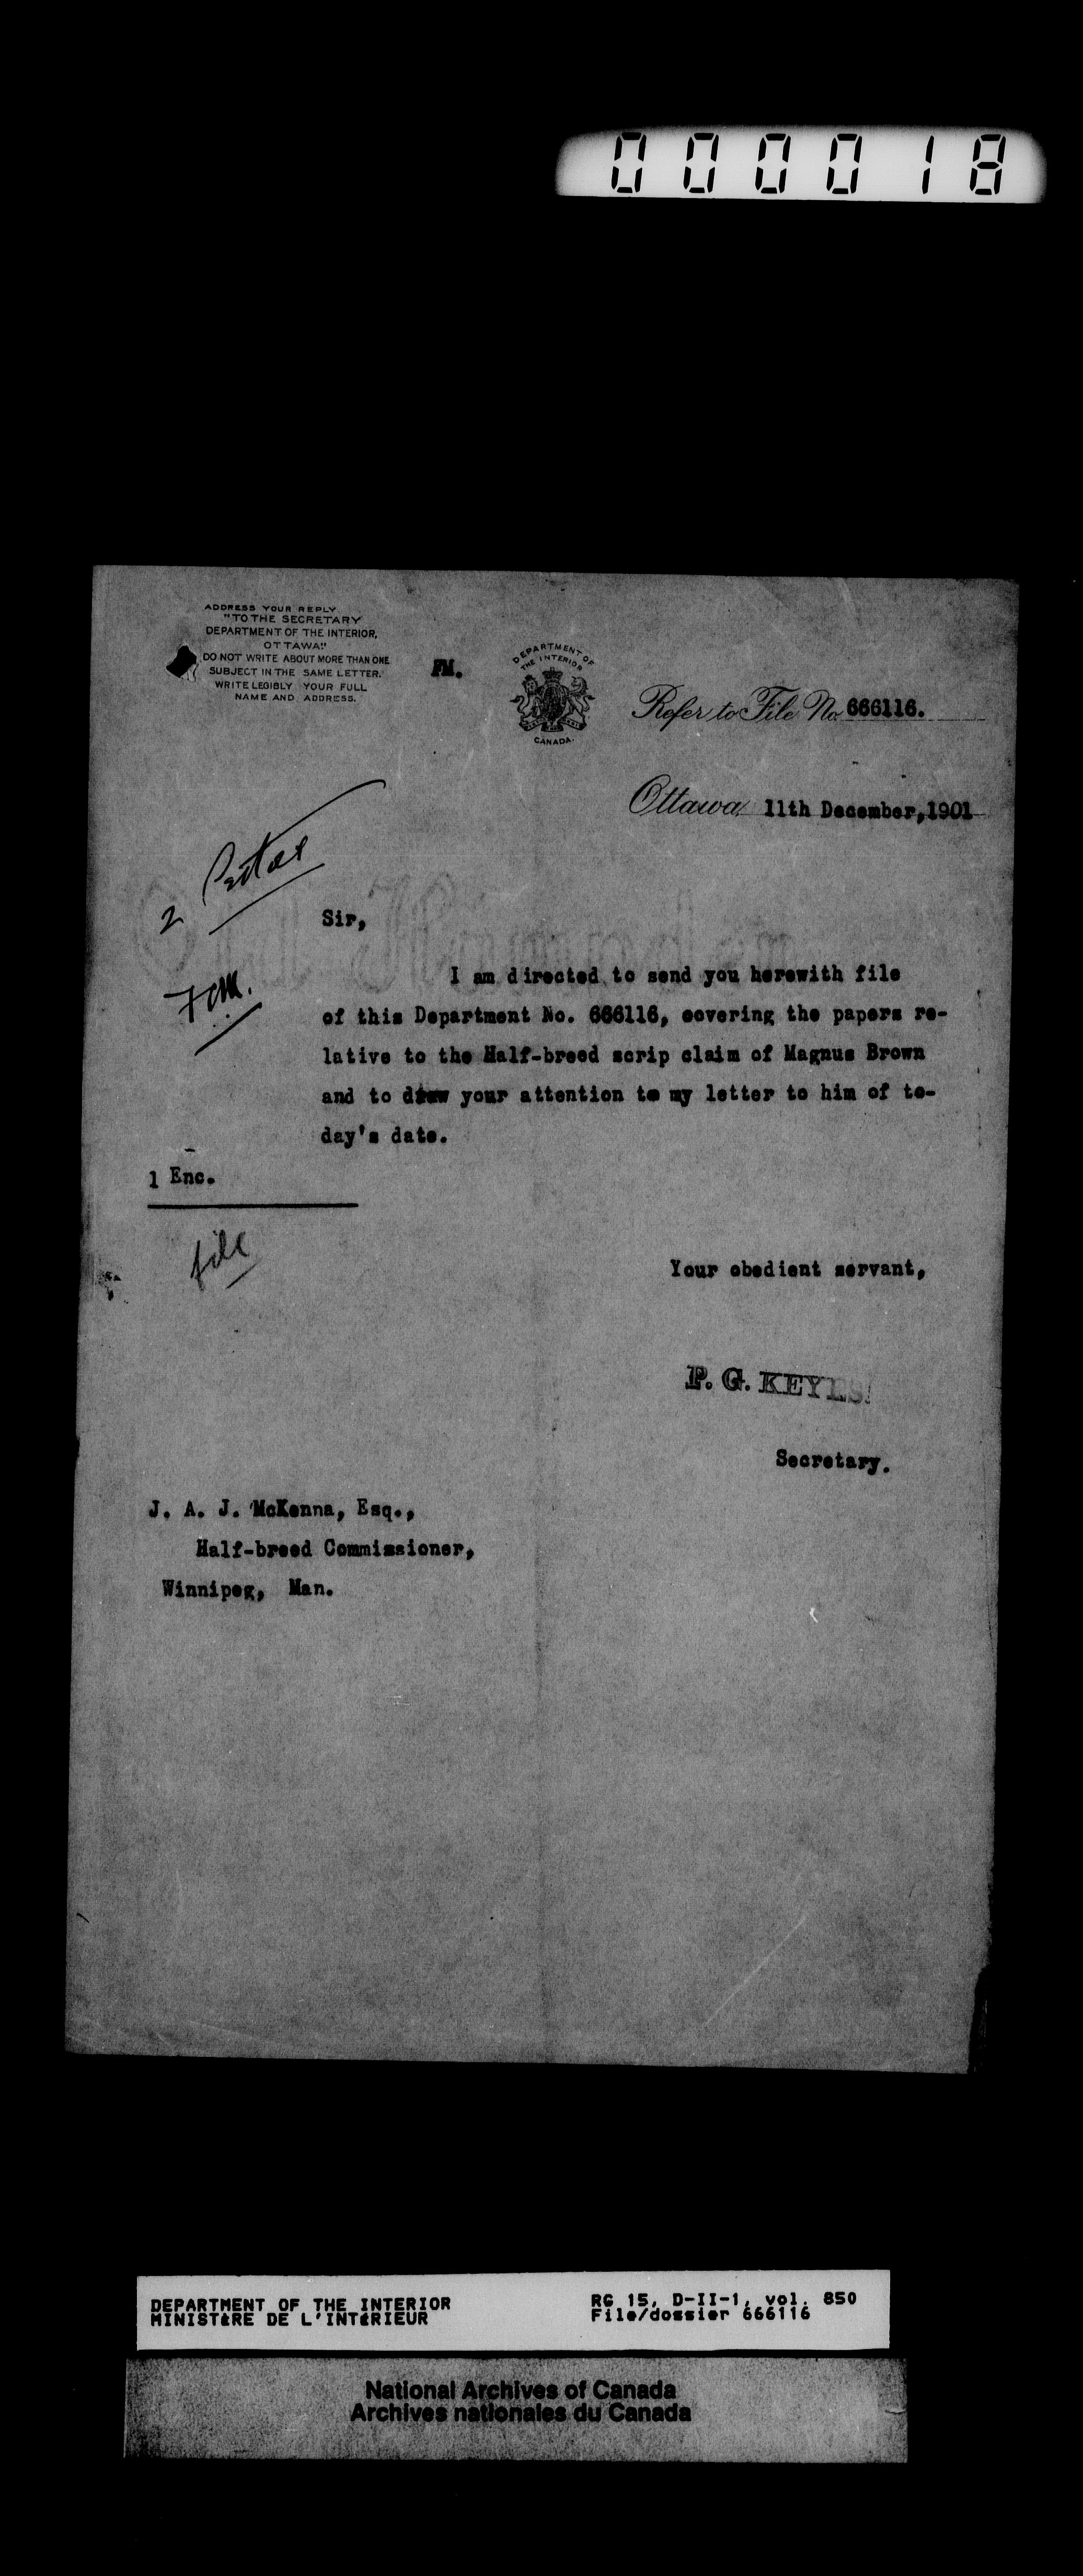 000018
ADDRESS YOUR REPLY
"TO THE SECRETARY
DEPARTMENT OF THE INTERIOR,
OTTAWA"
DO NOT WRITE ABOUT MORE THAN ONE
SUBJECT IN THE SAME LETTER.
WRITE LEGIBLY YOUR FULL
NAME AND ADDRESS.
FM.
DEPARTMENT OF
THE INTERIOR
CANADA.
Refer to File No. 666116.
Ottawa, 11th December, 1901
2
Sir,
I am directed to send you herewith file
of this Department No. 666116, covering the papers re-
lative to the Half-breed scrip claim of Magnus Brown
and to draw your attention to my letter to him of to-
day's date.
1 Enc.
file
Your obedient servant,
P. G. KEYES.
Secretary.
J. A. J. McKenna, Esq.,
Half-breed Commissioner,
Winnipeg, Man.
DEPARTMENT OF THE INTERIOR
MINISTÈRE DE L'INTÉRIEUR
RG 15, D-II-1, vol. 850
File/dossier 666116
National Archives of Canada
Archives nationales du Canada